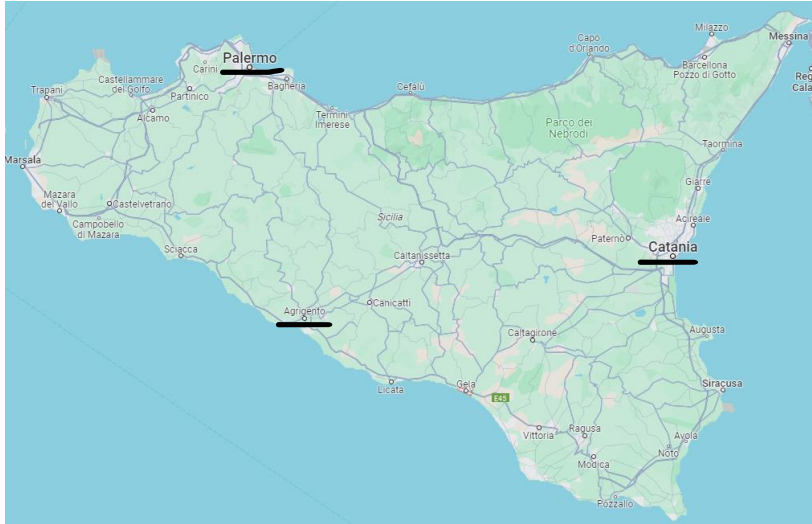 Milazzo
Messina
Capo
d'Orlando
Palermo
Carini
Barcellona
Pozzo di Gotto
Reg
Cala
Castellammare
del Golfo
Trapani
Partinico
Bagheria
Cefalù
Alcamo
Termini
Imerese
Parco dei
Nebrodi
Taormina
Marsala
Giarre
Mazara
del Vallo
Castelvetrano
Campobello
di Mazara
Sicilia
Acireale
Paternò
Catania
Sciacca
Caltanissetta
Agrigento
Canicattì
Augusta
Caltagirone
Licata
Gela
E45
Siracusa
Vittoria
Ragusa
Avola
Noto
Modica
Pozzallo